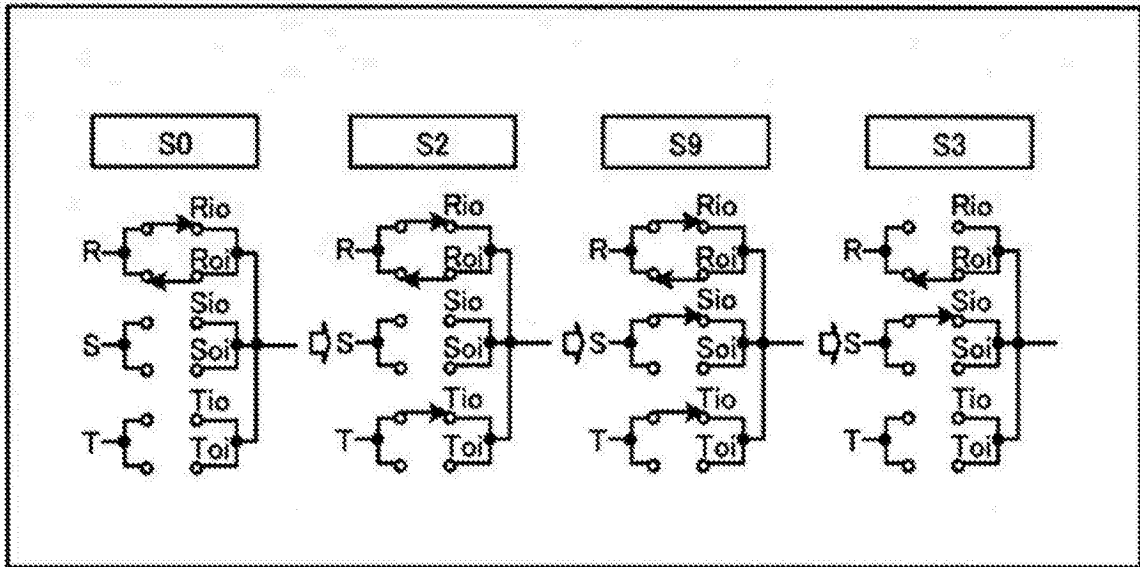 S0 S2 S9 S3
Rio Rio Rio Rio
R R R R
Roi Roi Roi Roi
Sio Sio Sio Sio
S S S S
Soi Soi Soi Soi
Tio Tio Tio Tio
T T T T
Toi Toi Toi Toi